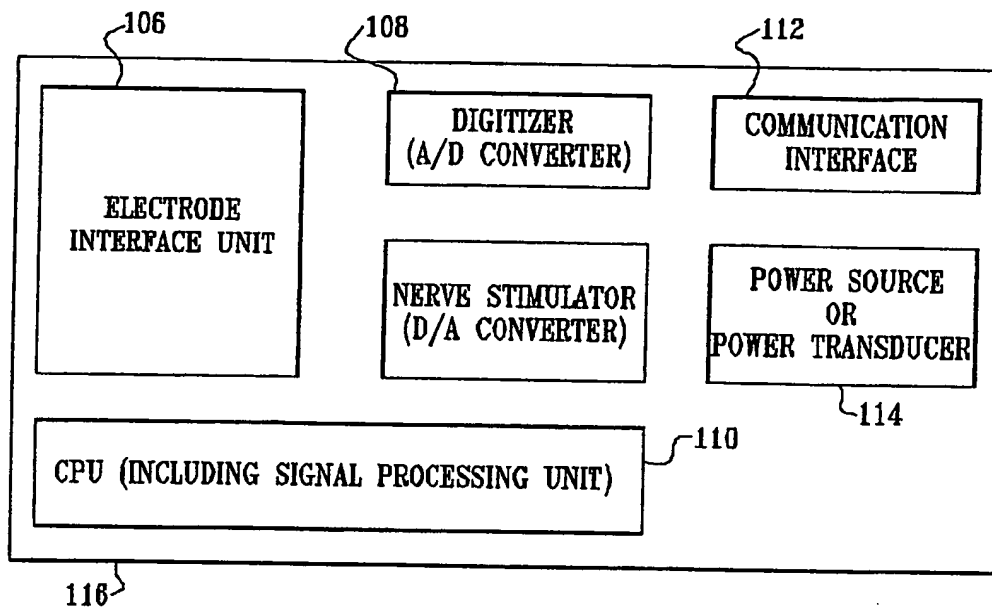 106
108
112
ELECTRODE
INTERFACE UNIT
DIGITIZER
(A/D CONVERTER)
COMMUNICATION
INTERFACE
NERVE STIMULATOR
(D/A CONVERTER)
POWER SOURCE
OR
POWER TRANSDUCER
114
CPU (INCLUDING SIGNAL PROCESSING UNIT)
110
116